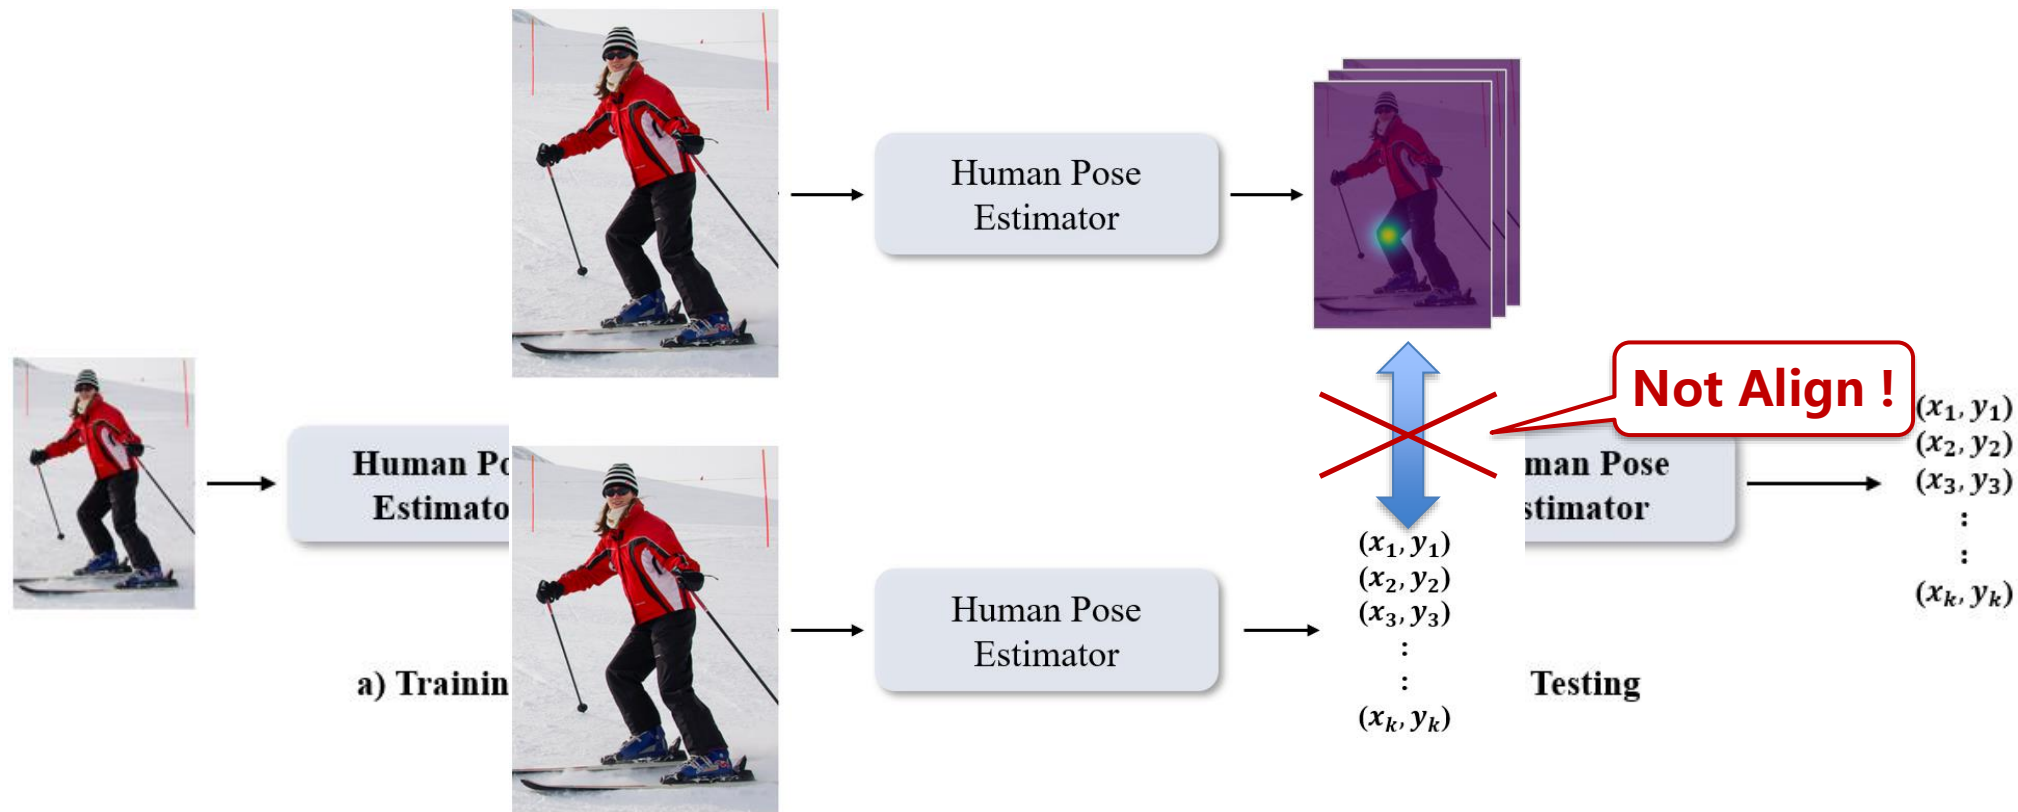 Human Pose
Estimator
Not Align !
(x₁, y₁)
(x₂, y₂)
(x₃, y₃)
:
:
(xₖ, yₖ)
Human Po
Estimato
man Pose
stimator
(x₁, y₁)
(x₂, y₂)
(x₃, y₃)
:
:
(xₖ, yₖ)
Human Pose
Estimator
a) Trainin
Testing